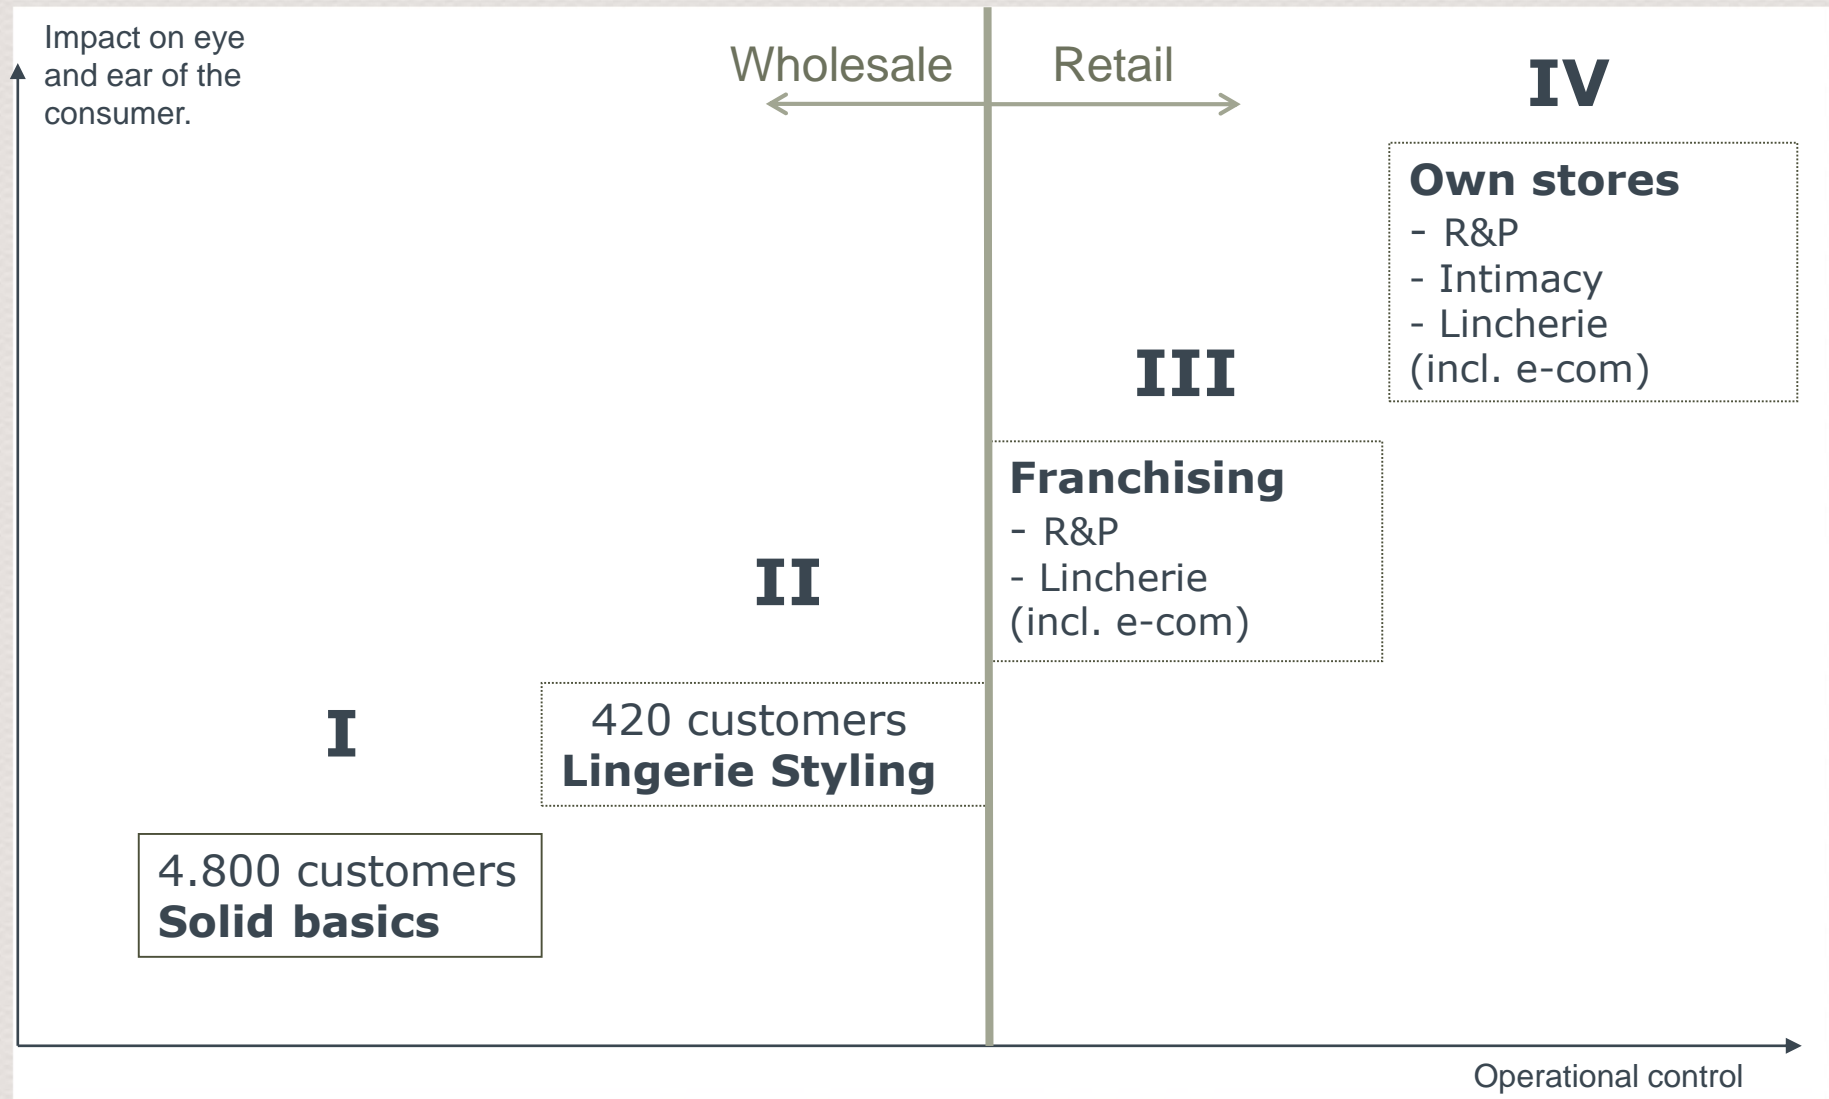 Impact on eye
and ear of the
consumer.
Wholesale
Retail
IV
Own stores
- R&P
- Intimacy
- Lincherie
(incl. e-com)
III
Franchising
- R&P
- Lincherie
(incl. e-com)
II
420 customers
Lingerie Styling
I
4.800 customers
Solid basics
Operational control